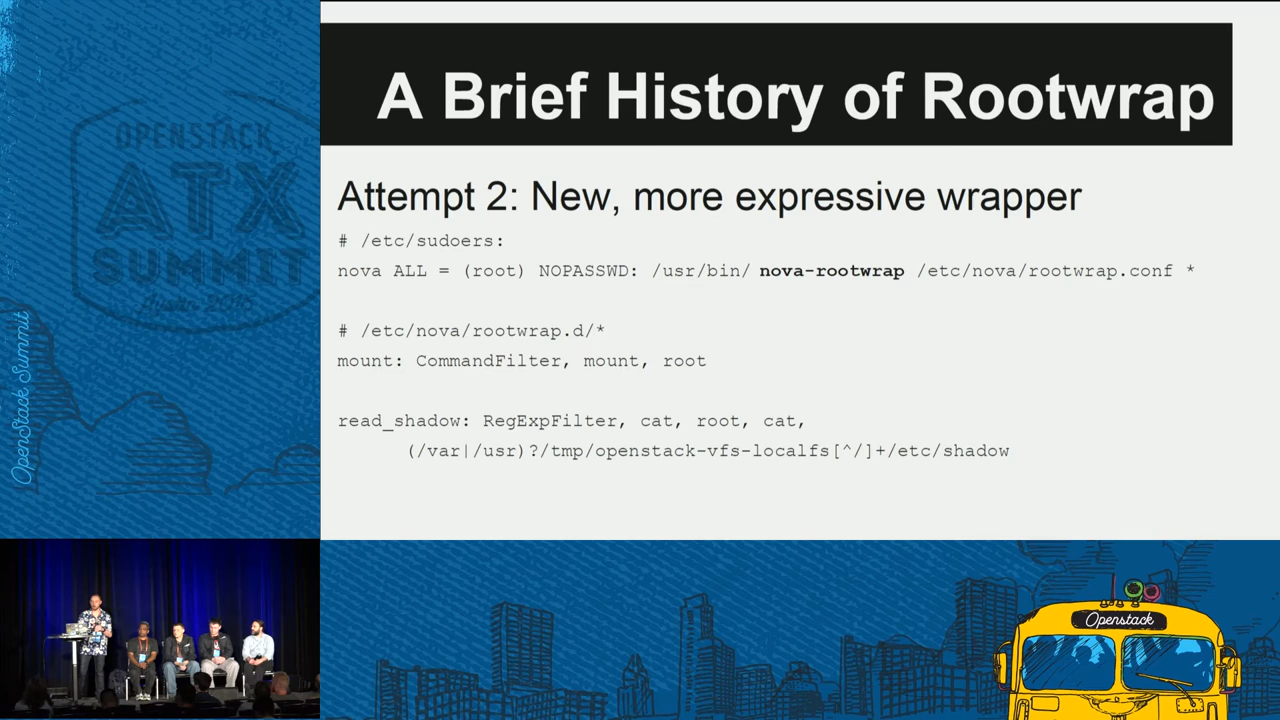 OPENSTACK
ATX
SUMMIT
Austin 2016
OpenStack Summit
A Brief History of Rootwrap
Attempt 2: New, more expressive wrapper
# /etc/sudoers:
nova ALL = (root) NOPASSWD: /usr/bin/ nova-rootwrap /etc/nova/rootwrap.conf *
# /etc/nova/rootwrap.d/*
mount: CommandFilter, mount, root
read_shadow: RegExpFilter, cat, root, cat,
(/var|/usr)?/tmp/openstack-vfs-localfs[^/]+/etc/shadow
Openstack